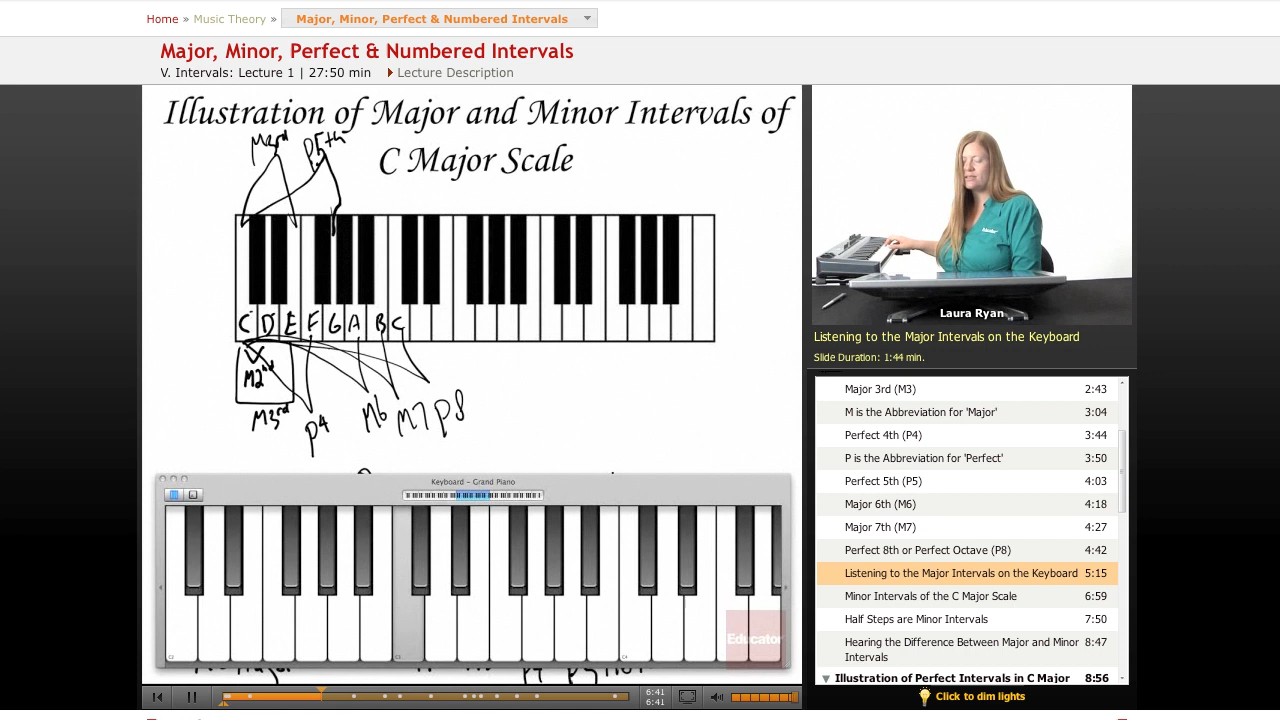 Home » Music Theory » Major, Minor, Perfect & Numbered Intervals
Major, Minor, Perfect & Numbered Intervals
V. Intervals: Lecture 1 | 27:50 min Lecture Description
Illustration of Major and Minor Intervals of
C Major Scale
M3rd P5th
C D E F G A B C
M2nd
M3rd P4 M6 M7 P8
Keyboard – Grand Piano
C2 C3 C4
Educator
6:41
6:41
Laura Ryan
Listening to the Major Intervals on the Keyboard
Slide Duration: 1:44 min.
Major 3rd (M3) 2:43
M is the Abbreviation for 'Major' 3:04
Perfect 4th (P4) 3:44
P is the Abbreviation for 'Perfect' 3:50
Perfect 5th (P5) 4:03
Major 6th (M6) 4:18
Major 7th (M7) 4:27
Perfect 8th or Perfect Octave (P8) 4:42
Listening to the Major Intervals on the Keyboard 5:15
Minor Intervals of the C Major Scale 6:59
Half Steps are Minor Intervals 7:50
Hearing the Difference Between Major and Minor 8:47
Intervals
Illustration of Perfect Intervals in C Major 8:56
Click to dim lights